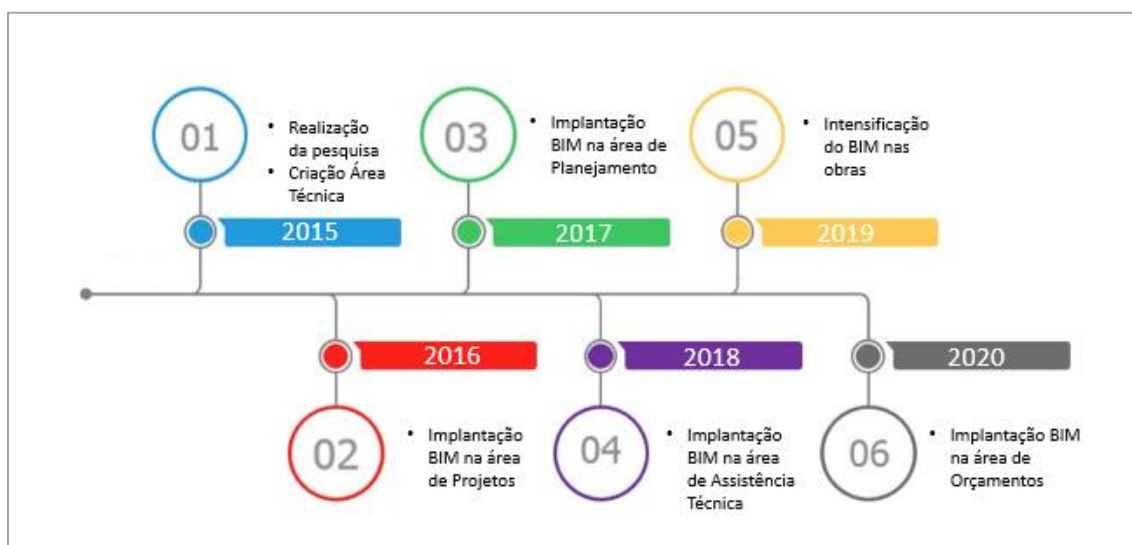 01
• Realização
da pesquisa
• Criação Área
Técnica
2015
03
• Implantação
BIM na área de
Planejamento
2017
05
• Intensificação
do BIM nas
obras
2019
2016
02
• Implantação
BIM na área
de Projetos
2018
04
• Implantação
BIM na área
de Assistência
Técnica
2020
06
• Implantação BIM
na área de
Orçamentos